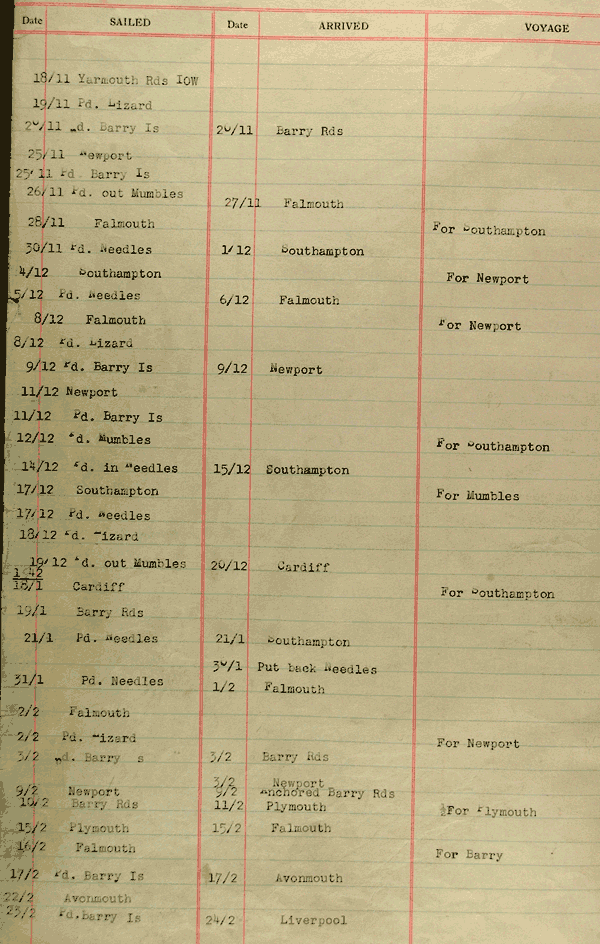 Date SAILED Date ARRIVED VOYAGE
18/11 Yarmouth Rds IOW
19/11 Pd. Lizard
20/11 Pd. Barry Is 20/11 Barry Rds
25/11 Newport
25/11 Pd Barry Is
26/11 Pd. out Mumbles
27/11 Falmouth
28/11 Falmouth For Southampton
30/11 Pd. Needles 1/12 Southampton
4/12 Southampton For Newport
5/12 Pd. Needles 6/12 Falmouth
8/12 Falmouth For Newport
8/12 Pd. Lizard
9/12 Pd. Barry Is 9/12 Newport
11/12 Newport
11/12 Pd. Barry Is
12/12 Pd. Mumbles For Southampton
14/12 Pd. in Needles 15/12 Southampton
17/12 Southampton For Mumbles
17/12 Pd. Needles
18/12 Pd. Lizard
19/12 Pd. out Mumbles 20/12 Cardiff
1942
18/1 Cardiff For Southampton
19/1 Barry Rds
21/1 Pd. Needles 21/1 Southampton
30/1 Put back Needles
31/1 Pd. Needles
1/2 Falmouth
2/2 Falmouth
2/2 Pd. Lizard For Newport
3/2 Pd. Barry s 3/2 Barry Rds
3/2 Newport
9/2 Newport 9/2 Anchored Barry Rds
10/2 Barry Rds 11/2 Plymouth For Plymouth
15/2 Plymouth 15/2 Falmouth
16/2 Falmouth For Barry
17/2 Pd. Barry Is 17/2 Avonmouth
22/2 Avonmouth
23/2 Pd.Barry Is 24/2 Liverpool